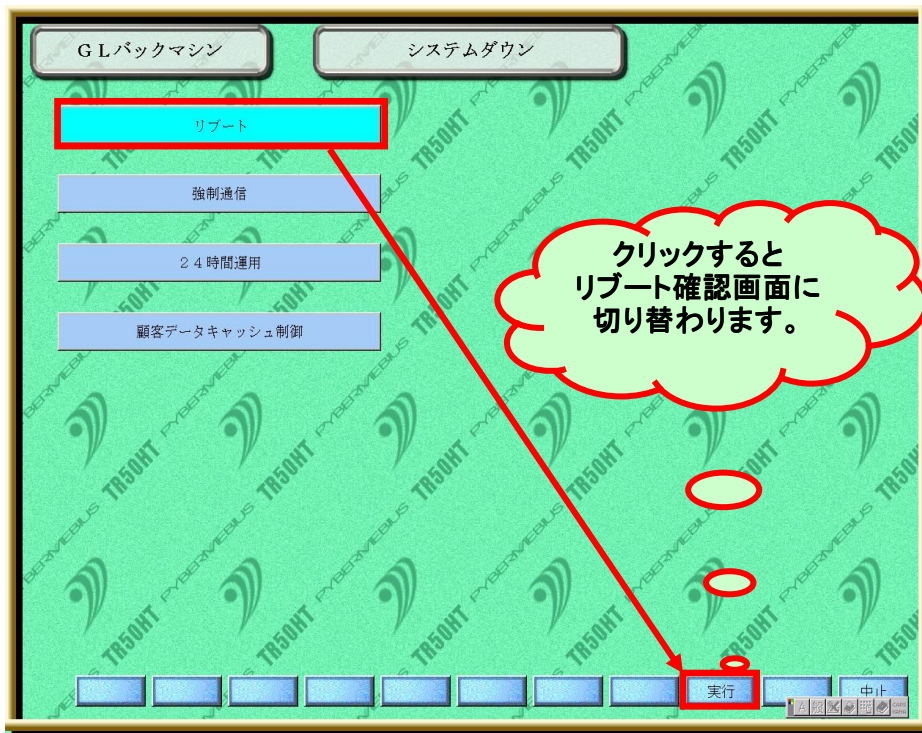 ＧＬバックマシン
システムダウン
リブート
強制通信
２４時間運用
顧客データキャッシュ制御
クリックすると
リブート確認画面に
切り替わります。
TR50HT
実行
中止
A 般
CAPS
KANA